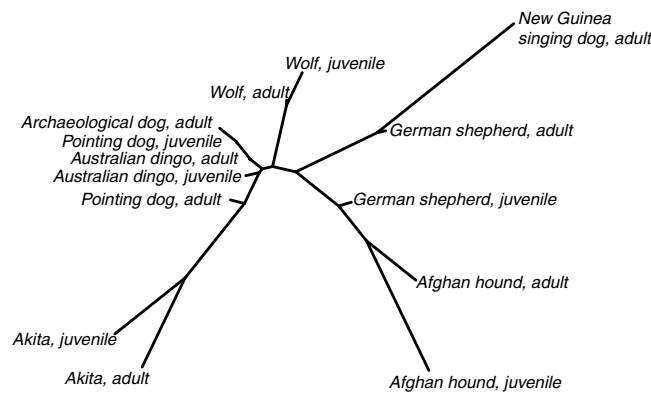 New Guinea
singing dog, adult
Wolf, juvenile
Wolf, adult
Archaeological dog, adult
Pointing dog, juvenile
Australian dingo, adult
Australian dingo, juvenile
Pointing dog, adult
German shepherd, adult
German shepherd, juvenile
Afghan hound, adult
Akita, juvenile
Akita, adult
Afghan hound, juvenile